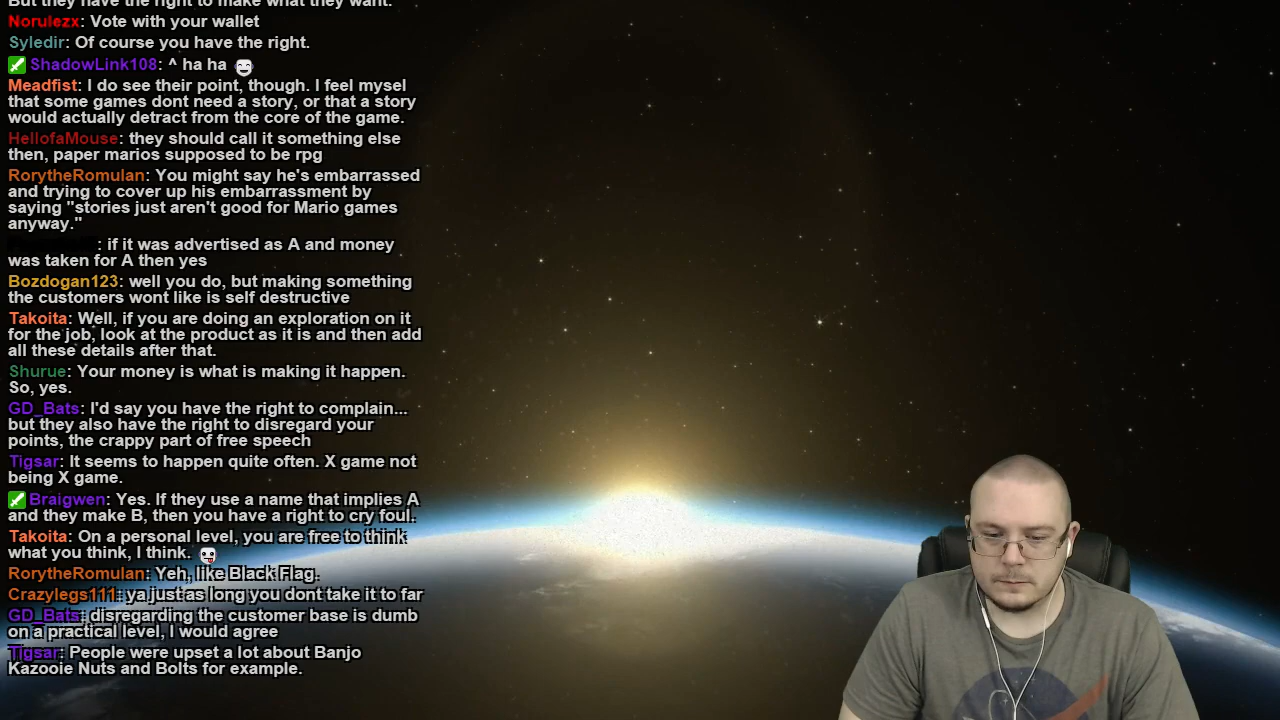 But they have the right to make what they want.
Norulezx: Vote with your wallet
Syledir: Of course you have the right.
ShadowLink108: ^ ha ha
Meadfist: I do see their point, though. I feel mysel
that some games dont need a story, or that a story
would actually detract from the core of the game.
HellofaMouse: they should call it something else
then, paper marios supposed to be rpg
RorytheRomulan: You might say he's embarrassed
and trying to cover up his embarrassment by
saying "stories just aren't good for Mario games
anyway."
: if it was advertised as A and money
was taken for A then yes
Bozdogan123: well you do, but making something
the customers wont like is self destructive
Takoita: Well, if you are doing an exploration on it
for the job, look at the product as it is and then add
all these details after that.
Shurue: Your money is what is making it happen.
So, yes.
GD_Bats: I'd say you have the right to complain...
but they also have the right to disregard your
points, the crappy part of free speech
Tigsar: It seems to happen quite often. X game not
being X game.
Braigwen: Yes. If they use a name that implies A
and they make B, then you have a right to cry foul.
Takoita: On a personal level, you are free to think
what you think, I think.
RorytheRomulan: Yeh, like Black Flag.
Crazylegs111: ya just as long you dont take it to far
GD_Bats: disregarding the customer base is dumb
on a practical level, I would agree
Tigsar: People were upset a lot about Banjo
Kazooie Nuts and Bolts for example.